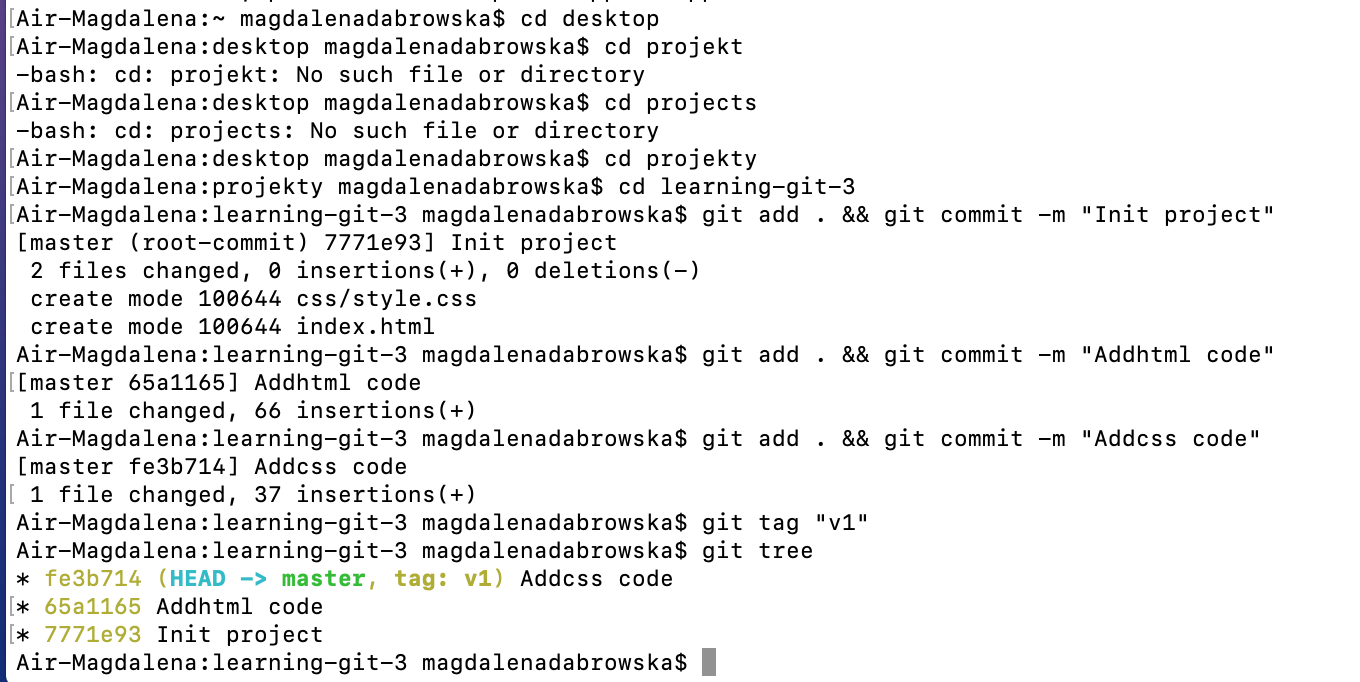 [Air-Magdalena:~ magdalenadabrowska$ cd desktop
[Air-Magdalena:desktop magdalenadabrowska$ cd projekt
-bash: cd: projekt: No such file or directory
[Air-Magdalena:desktop magdalenadabrowska$ cd projects
-bash: cd: projects: No such file or directory
[Air-Magdalena:desktop magdalenadabrowska$ cd projekty
[Air-Magdalena:projekty magdalenadabrowska$ cd learning-git-3
[Air-Magdalena:learning-git-3 magdalenadabrowska$ git add . && git commit -m "Init project"
[master (root-commit) 7771e93] Init project
 2 files changed, 0 insertions(+), 0 deletions(-)
 create mode 100644 css/style.css
 create mode 100644 index.html
Air-Magdalena:learning-git-3 magdalenadabrowska$ git add . && git commit -m "Addhtml code"
[[master 65a1165] Addhtml code
 1 file changed, 66 insertions(+)
Air-Magdalena:learning-git-3 magdalenadabrowska$ git add . && git commit -m "Addcss code"
[master fe3b714] Addcss code
[ 1 file changed, 37 insertions(+)
Air-Magdalena:learning-git-3 magdalenadabrowska$ git tag "v1"
Air-Magdalena:learning-git-3 magdalenadabrowska$ git tree
* fe3b714 (HEAD -> master, tag: v1) Addcss code
[* 65a1165 Addhtml code
[* 7771e93 Init project
Air-Magdalena:learning-git-3 magdalenadabrowska$